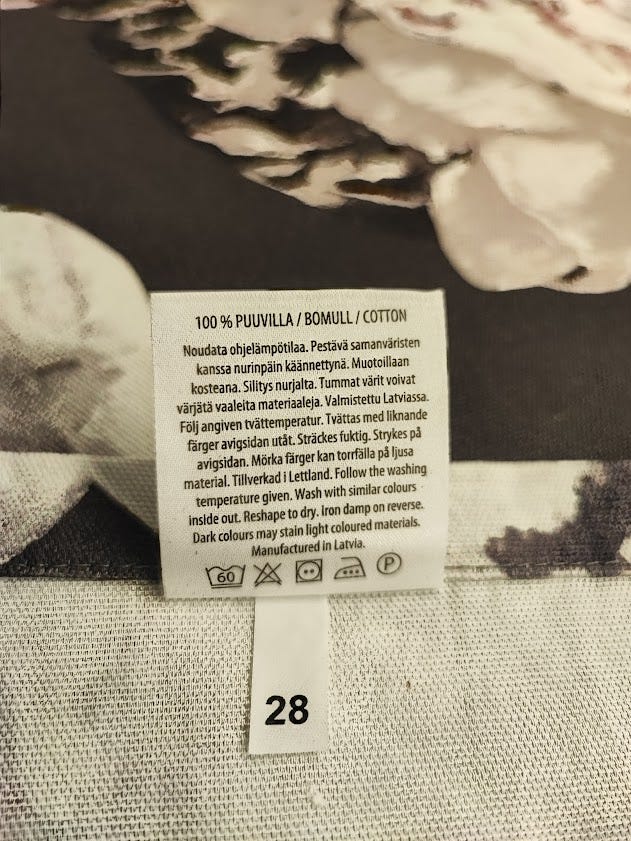 100 % PUUVILLA / BOMULL / COTTON
Noudata ohjelämpötilaa. Pestävä samanväristen
kanssa nurinpäin käännettynä. Muotoillaan
kosteana. Silitys nurjalta. Tummat värit voivat
värjätä vaaleita materiaaleja. Valmistettu Latviassa.
Följ angiven tvättemperatur. Tvättas med liknande
färger avigsidan utåt. Sträckes fuktig. Strykes på
avigsidan. Mörka färger kan torrfälla på ljusa
material. Tillverkad i Lettland. Follow the washing
temperature given. Wash with similar colours
inside out. Reshape to dry. iron damp on reverse.
Dark colours may stain light coloured materials.
Manufactured in Latvia.
60 P
28